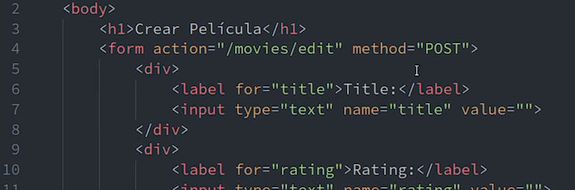 2 <body>
3 <h1>Crear Película</h1>
4 <form action="/movies/edit" method="POST">
5 <div>
6 <label for="title">Title:</label>
7 <input type="text" name="title" value="">
8 </div>
9 <div>
10 <label for="rating">Rating:</label>
11 <input type="text" name="rating" value="">